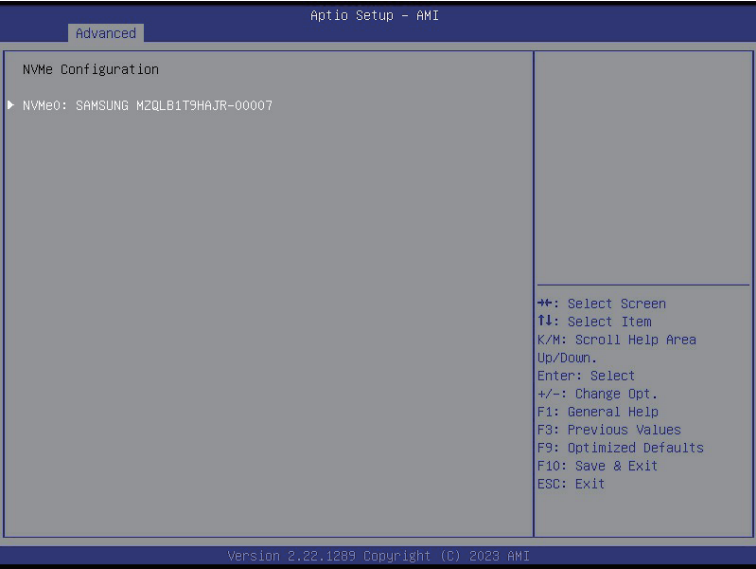 Aptio Setup – AMI
Advanced
NVMe Configuration
▶ NVMe0: SAMSUNG MZQLB1T9HAJR-00007
→←: Select Screen
↑↓: Select Item
K/M: Scroll Help Area
Up/Down.
Enter: Select
+/-: Change Opt.
F1: General Help
F3: Previous Values
F9: Optimized Defaults
F10: Save & Exit
ESC: Exit
Version 2.22.1289 Copyright (C) 2023 AMI